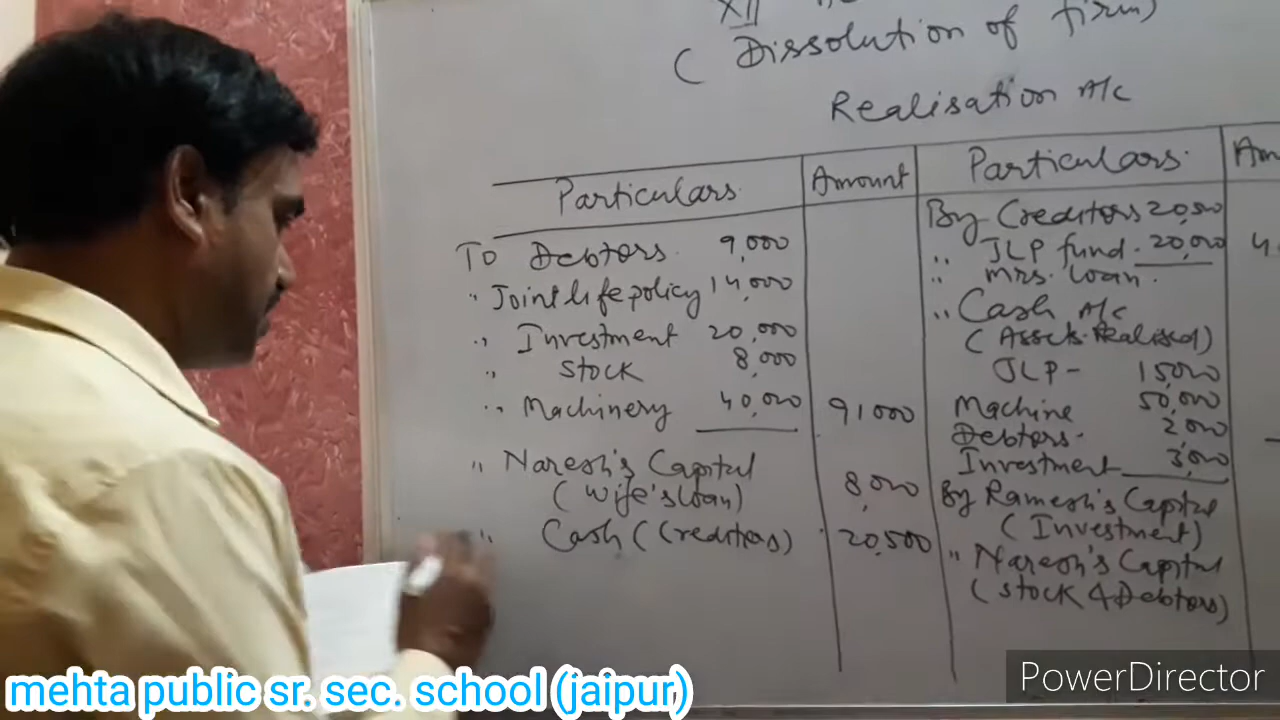 XII
( Dissolution of firm)
Realisation A/c
Particulars. Amount Particulars. Am
To Debtors. 9,000
" Joint life policy 14,000
" Investment 20,000
" Stock 8,000
" Machinery 40,000 91000
" Naresh's Capital
(Wife's loan) 8,000
" Cash (Creditors) 20,500
By Creditors 20,500
" JLP fund. 20,000 4
" Mrs. loan.
" Cash A/c
(Assets Realised)
JLP - 15,000
Machine 50,000
Debtors. 2,000
Investment 3,000
By Ramesh's Capital
(Investment)
" Naresh's Capital
(Stock & Debtors)
mehta public sr. sec. school (jaipur)
PowerDirector